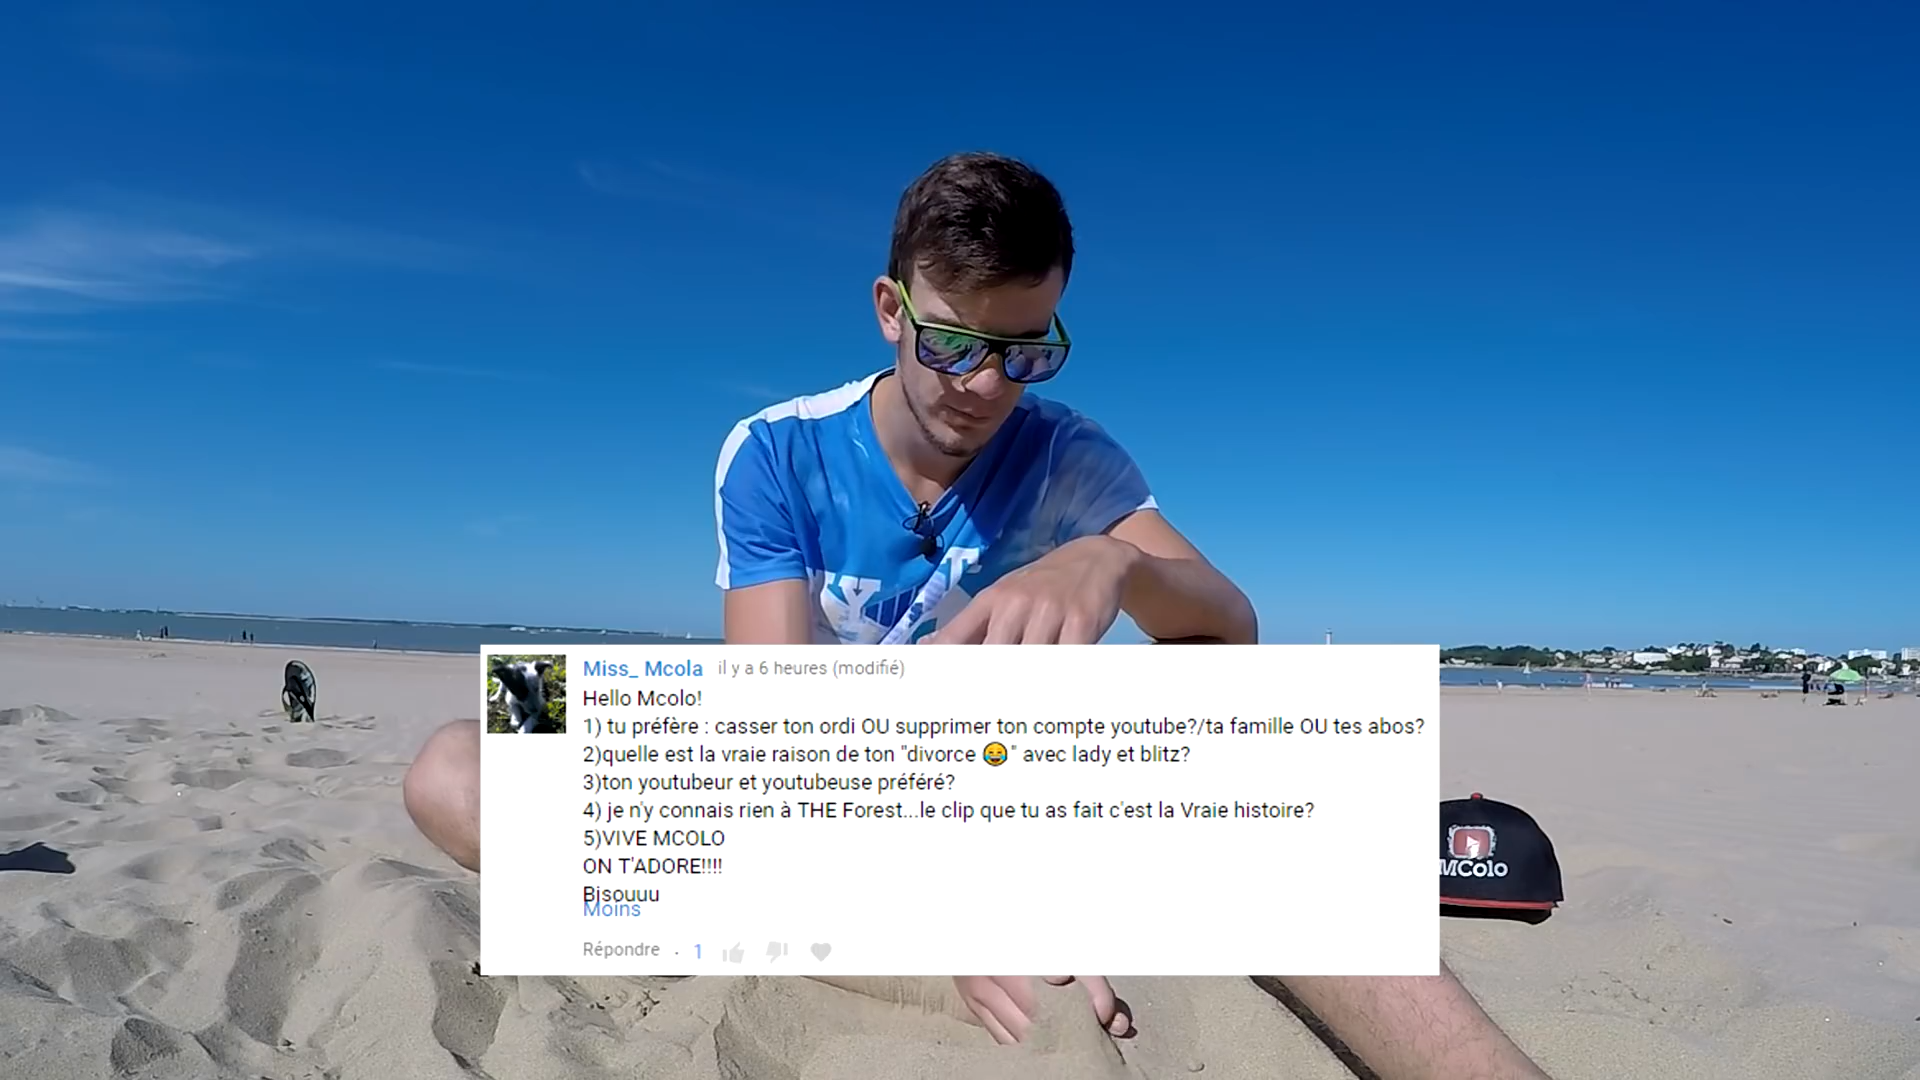 Miss_ Mcola il y a 6 heures (modifié)
Hello Mcolo!
1) tu préfère : casser ton ordi OU supprimer ton compte youtube?/ta famille OU tes abos?
2)quelle est la vraie raison de ton "divorce 😂" avec lady et blitz?
3)ton youtubeur et youtubeuse préféré?
4) je n'y connais rien à THE Forest...le clip que tu as fait c'est la Vraie histoire?
5)VIVE MCOLO
ON T'ADORE!!!!
Bisouuu
Moins
Répondre . 1
MColo